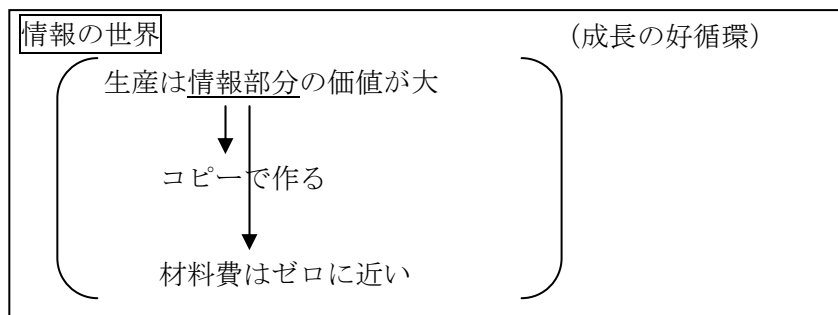 情報の世界 (成長の好循環)
生産は情報部分の価値が大
コピーで作る
材料費はゼロに近い